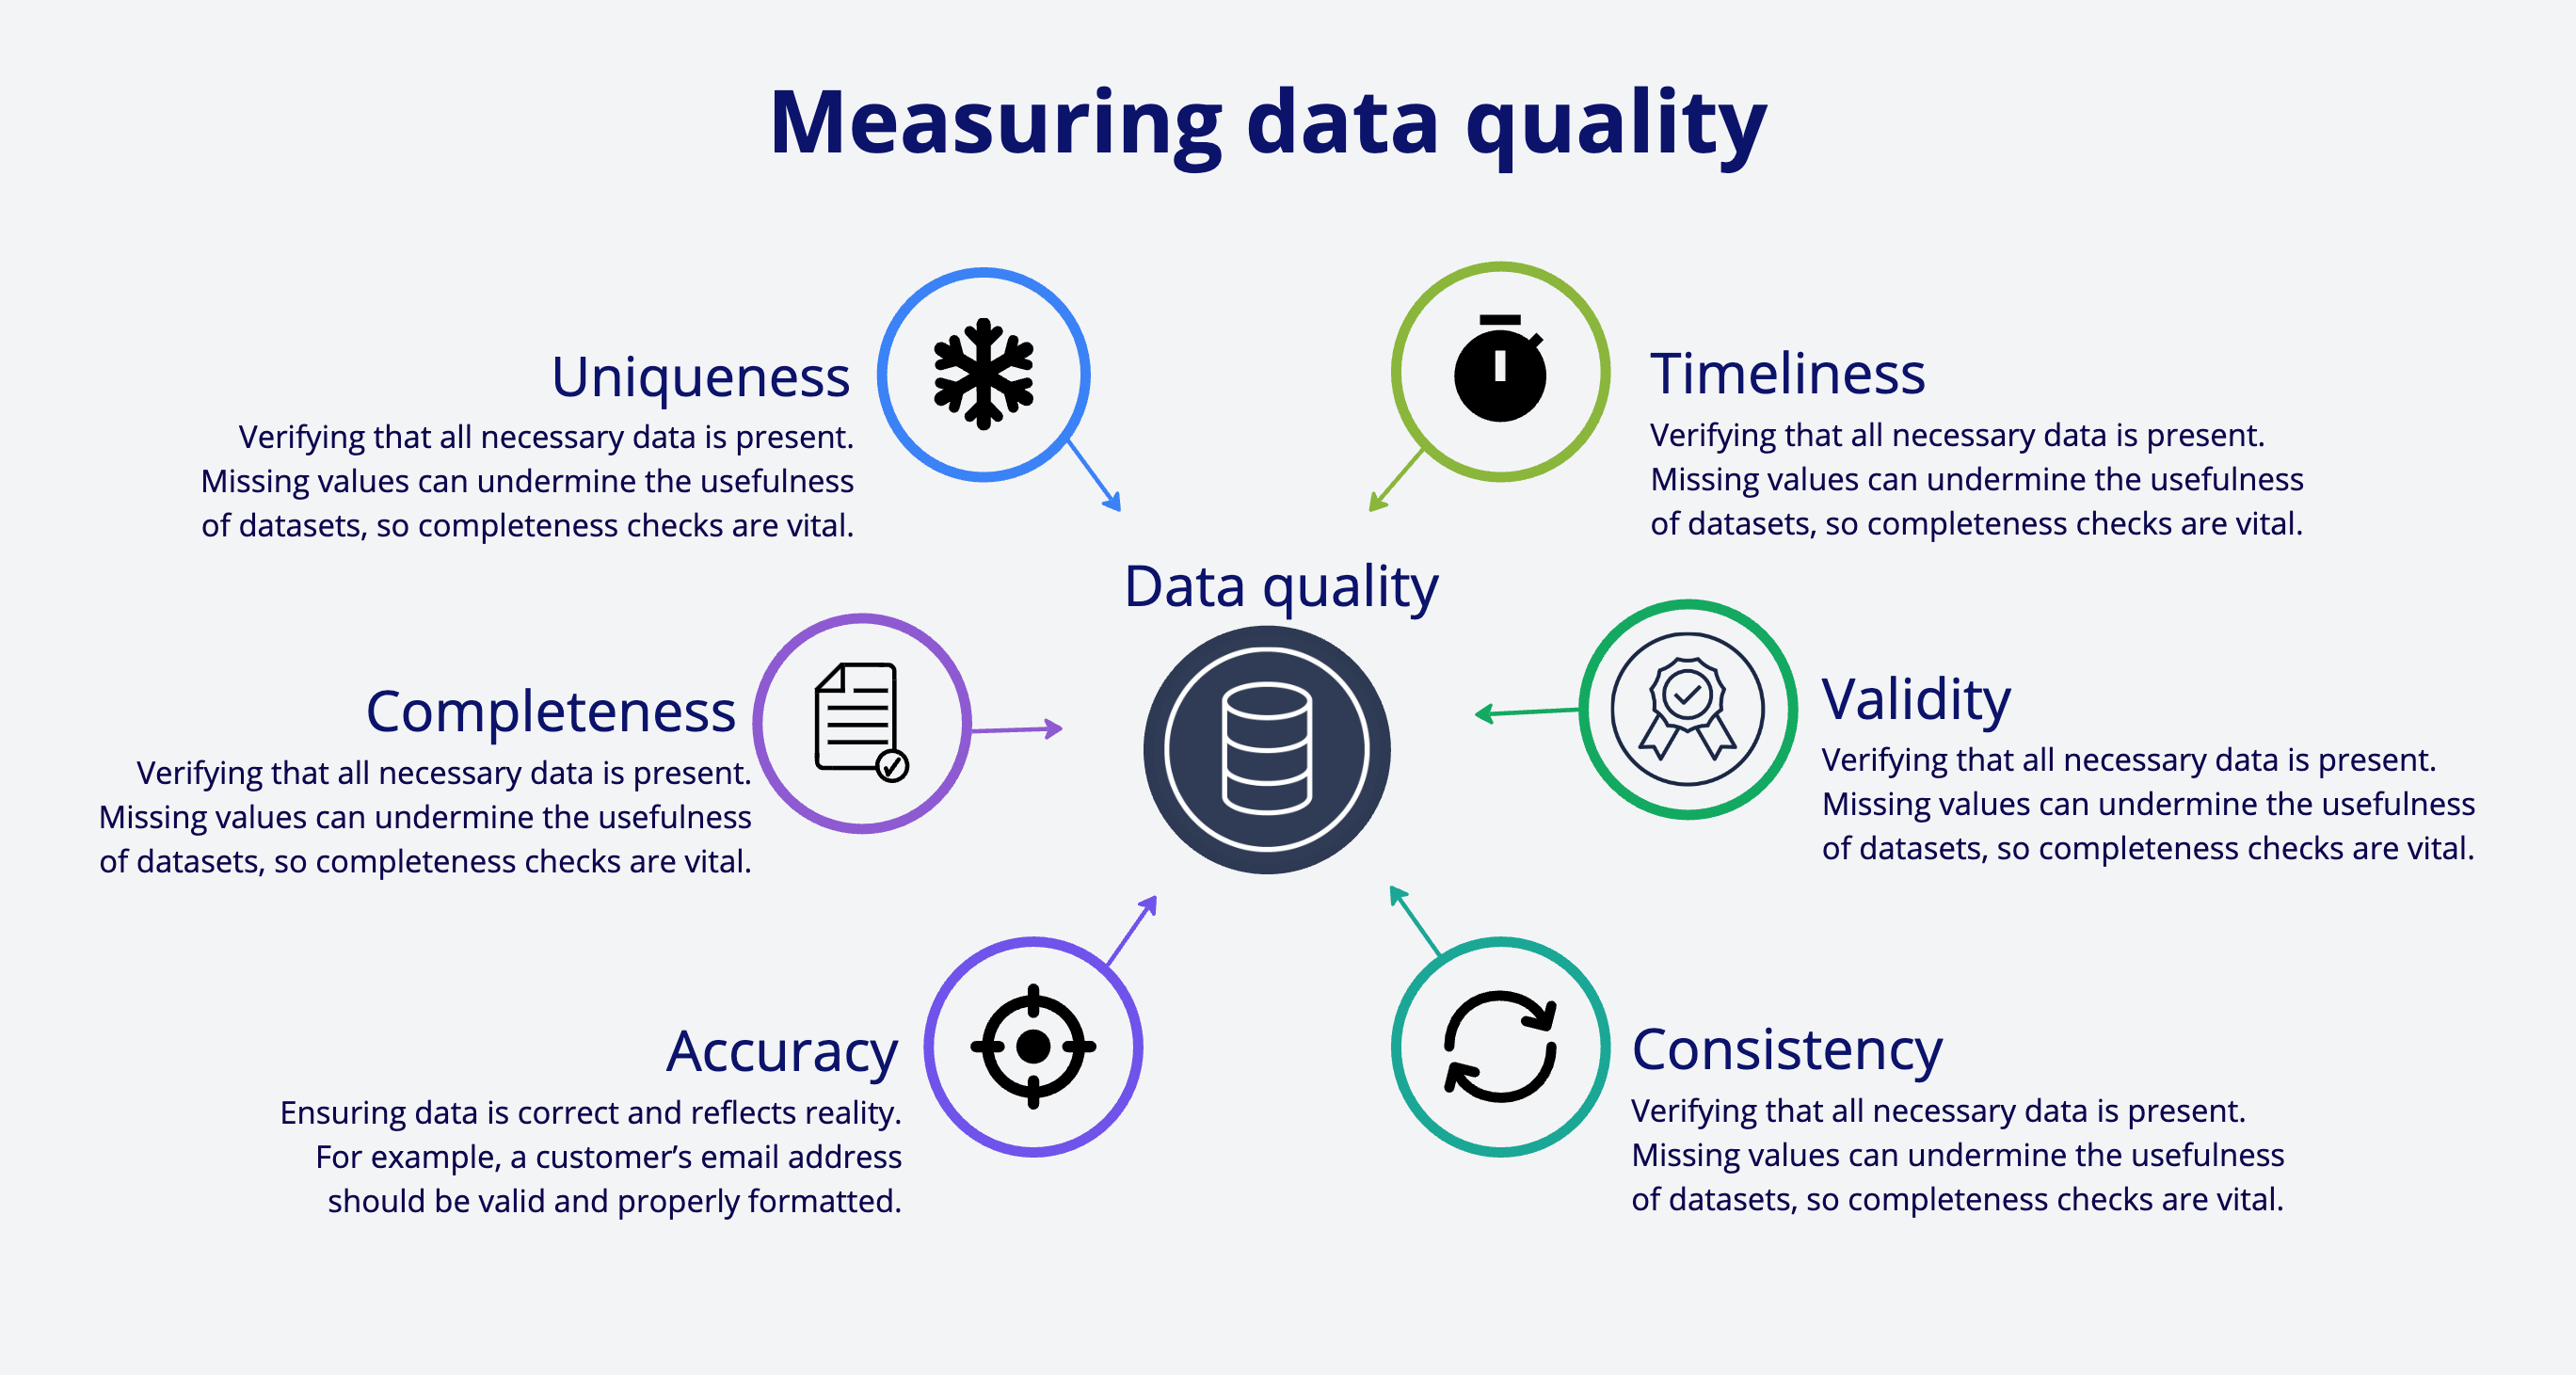 Measuring data quality
Uniqueness
Verifying that all necessary data is present.
Missing values can undermine the usefulness
of datasets, so completeness checks are vital.
Timeliness
Verifying that all necessary data is present.
Missing values can undermine the usefulness
of datasets, so completeness checks are vital.
Data quality
Completeness
Verifying that all necessary data is present.
Missing values can undermine the usefulness
of datasets, so completeness checks are vital.
Validity
Verifying that all necessary data is present.
Missing values can undermine the usefulness
of datasets, so completeness checks are vital.
Accuracy
Ensuring data is correct and reflects reality.
For example, a customer’s email address
should be valid and properly formatted.
Consistency
Verifying that all necessary data is present.
Missing values can undermine the usefulness
of datasets, so completeness checks are vital.